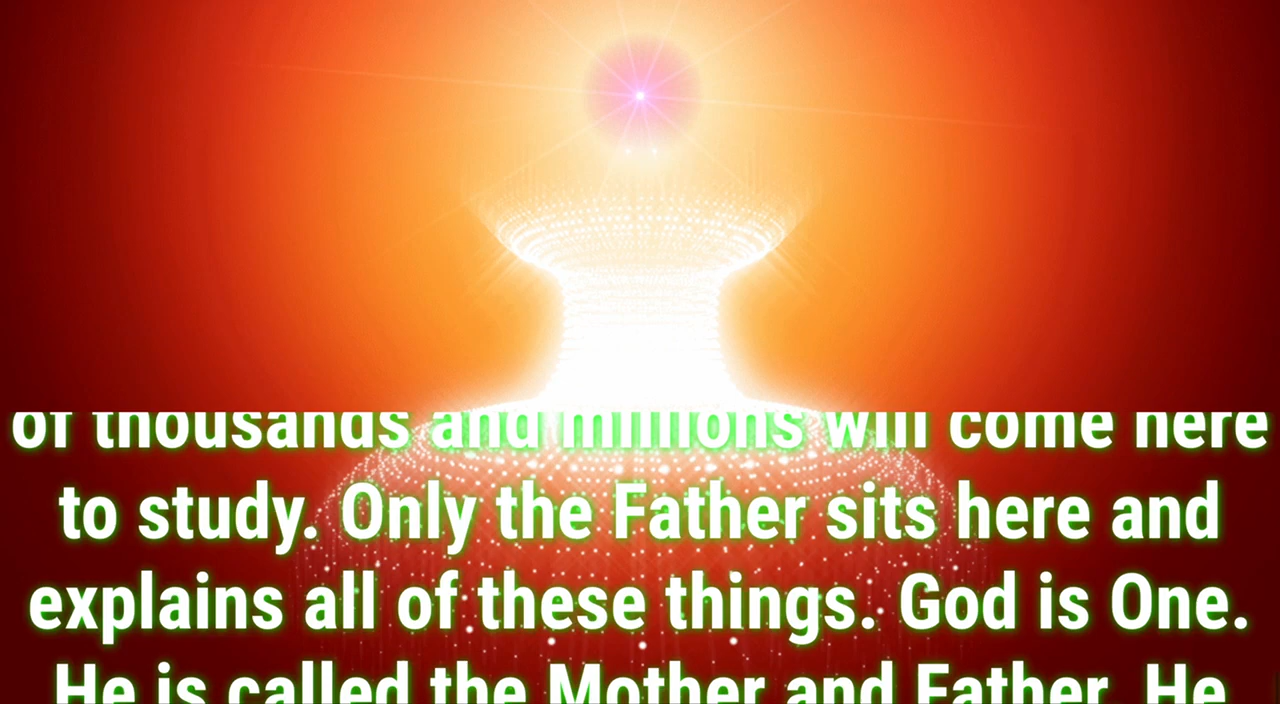 of thousands and millions will come here
to study. Only the Father sits here and
explains all of these things. God is One.
He is called the Mother and Father. He